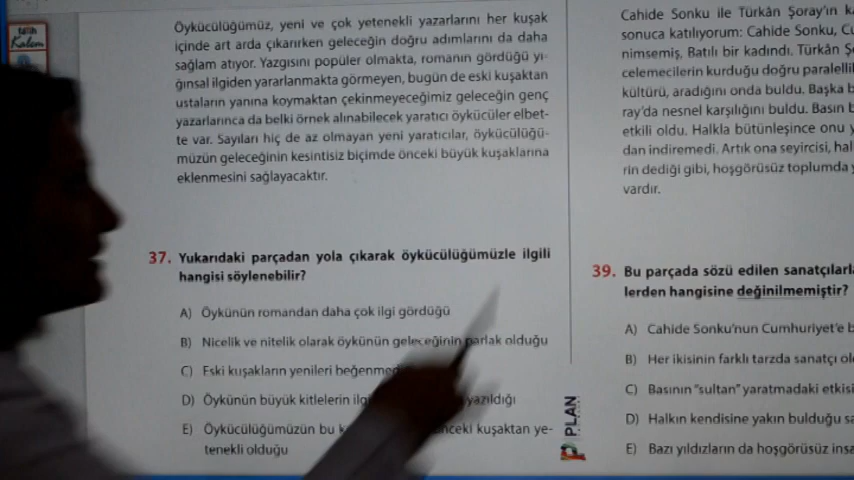 Kalem
Öykücülüğümüz, yeni ve çok yetenekli yazarlarını her kuşak
içinde art arda çıkarırken geleceğin doğru adımlarını da daha
sağlam atıyor. Yazgısını popüler olmakta, romanın gördüğü yı-
ğınsal ilgiden yararlanmakta görmeyen, bugün de eski kuşaktan
ustaların yanına koymaktan çekinmeyeceğimiz geleceğin genç
yazarlarınca da belki örnek alınabilecek yaratıcı öykücüler elbet-
te var. Sayıları hiç de az olmayan yeni yaratıcılar, öykücülüğü-
müzün geleceğinin kesintisiz biçimde önceki büyük kuşaklarına
eklenmesini sağlayacaktır.
37. Yukarıdaki parçadan yola çıkarak öykücülüğümüzle ilgili
hangisi söylenebilir?
A) Öykünün romandan daha çok ilgi gördüğü
B) Nicelik ve nitelik olarak öykünün geleceğinin parlak olduğu
C) Eski kuşakların yenileri
D) Öykünün büyük kitlelerin yazıldığı
E) Öykücülüğümüzün bu önceki kuşaktan ye-
tenekli olduğu
PLAN
Cahide Sonku ile Türkân Şoray'ın
sonuca katılıyorum: Cahide Sonku,
nimsemiş, Batılı bir kadındı. Türkân
celemecilerin kurduğu doğru
kültürü, aradığını onda buldu. Başka
ray'da nesnel karşılığını buldu. Basın
etkili oldu. Halkla bütünleşince onu
dan indiremedi. Artık ona seyircisi,
rin dediği gibi, hoşgörüsüz toplumda
vardır.
39. Bu parçada sözü edilen
lerden hangisine değinilmemiştir?
A) Cahide Sonku'nun Cumhuriyet'e
B) Her ikisinin farklı tarzda sanatçı
C) Basının "sultan" yaratmadaki
D) Halkın kendisine yakın bulduğu
E) Bazı yıldızların da hoşgörüsüz